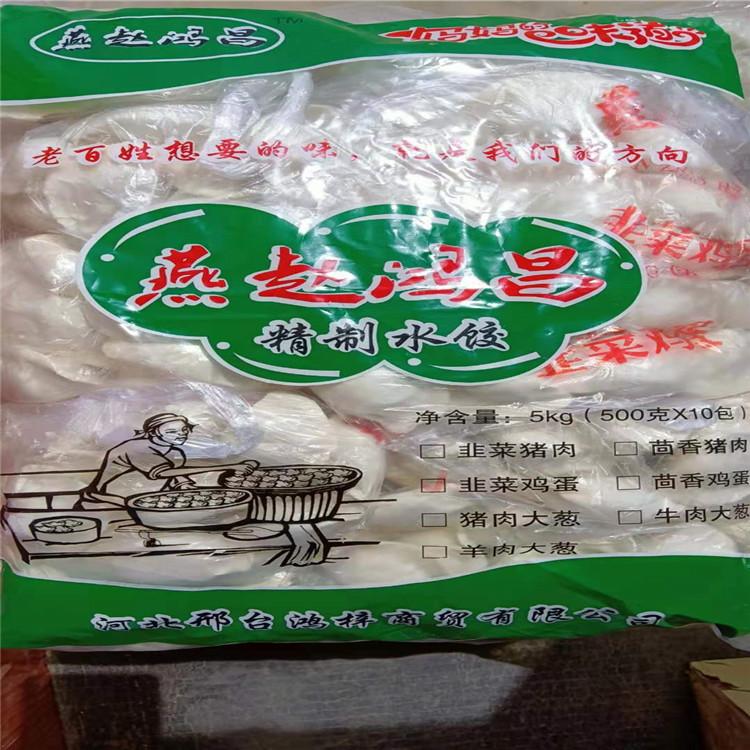 燕赵鸿昌 TM
妈妈的味道
老百姓想要的味，就是我们的方向
韭菜鸡
燕赵鸿昌
精制水饺
净含量：5kg（500克X10包）
□ 韭菜猪肉 □ 茴香猪肉
□ 韭菜鸡蛋 □ 茴香鸡蛋
□ 猪肉大葱 □ 牛肉大葱
□ 羊肉大葱
河北邢台鸿梓商贸有限公司